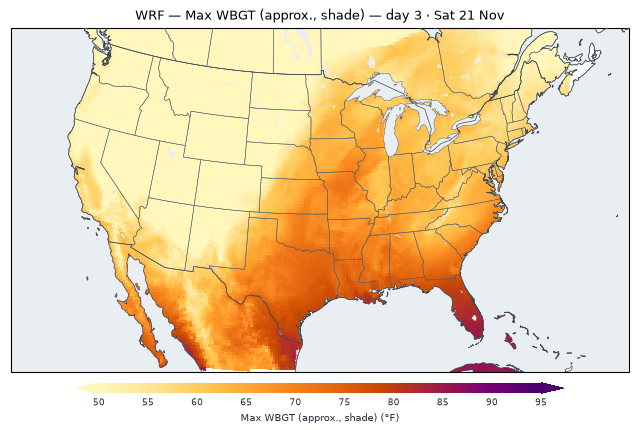 WRF — Max WBGT (approx., shade) — day 3 · Sat 21 Nov
50 55 60 65 70 75 80 85 90 95
Max WBGT (approx., shade) (°F)